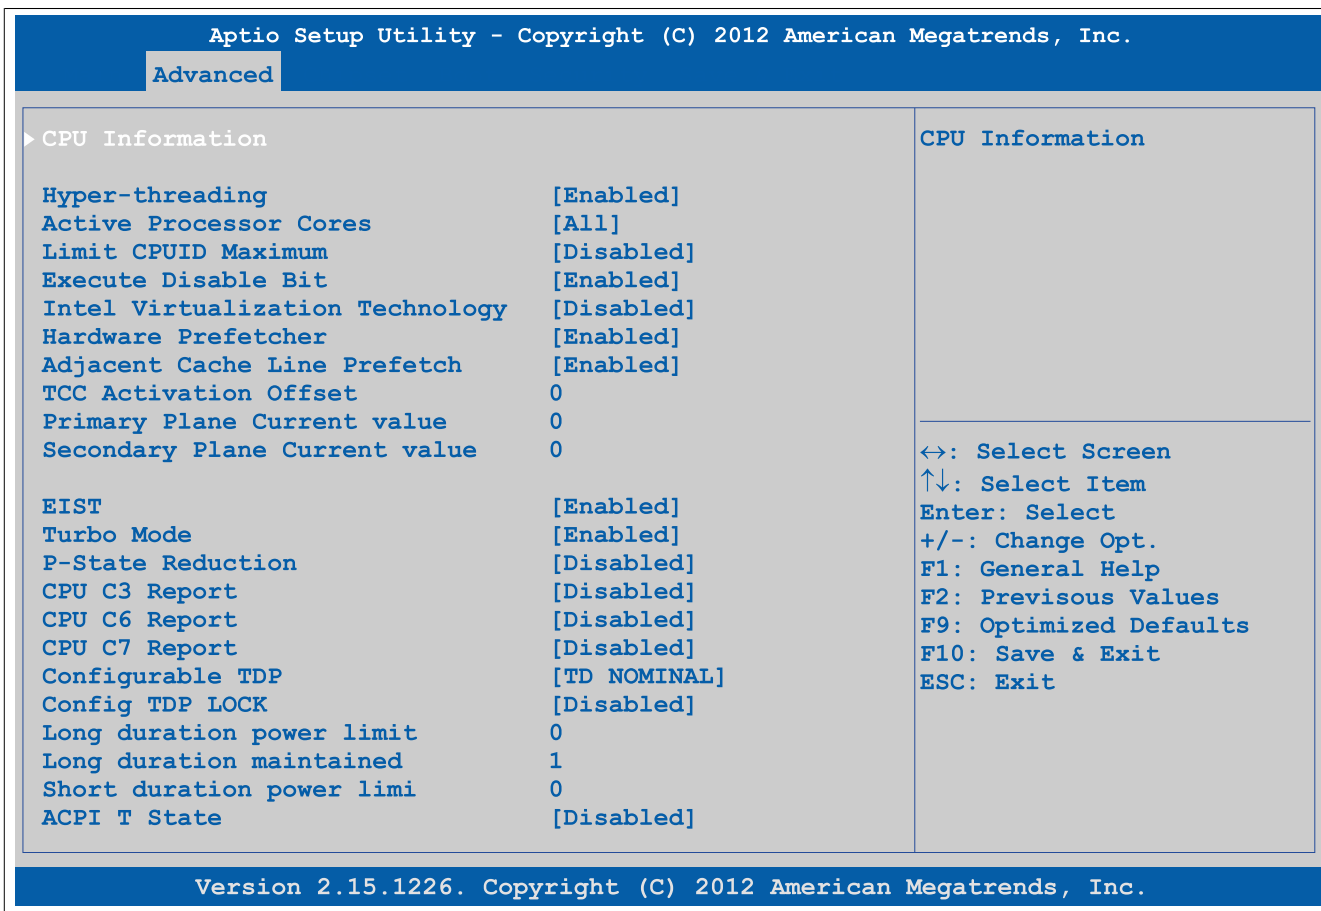 Aptio Setup Utility - Copyright (C) 2012 American Megatrends, Inc.
Advanced
CPU Information
Hyper-threading [Enabled]
Active Processor Cores [All]
Limit CPUID Maximum [Disabled]
Execute Disable Bit [Enabled]
Intel Virtualization Technology [Disabled]
Hardware Prefetcher [Enabled]
Adjacent Cache Line Prefetch [Enabled]
TCC Activation Offset 0
Primary Plane Current value 0
Secondary Plane Current value 0
EIST [Enabled]
Turbo Mode [Enabled]
P-State Reduction [Disabled]
CPU C3 Report [Disabled]
CPU C6 Report [Disabled]
CPU C7 Report [Disabled]
Configurable TDP [TD NOMINAL]
Config TDP LOCK [Disabled]
Long duration power limit 0
Long duration maintained 1
Short duration power limi 0
ACPI T State [Disabled]
CPU Information
↔: Select Screen
↑↓: Select Item
Enter: Select
+/-: Change Opt.
F1: General Help
F2: Previsous Values
F9: Optimized Defaults
F10: Save & Exit
ESC: Exit
Version 2.15.1226. Copyright (C) 2012 American Megatrends, Inc.